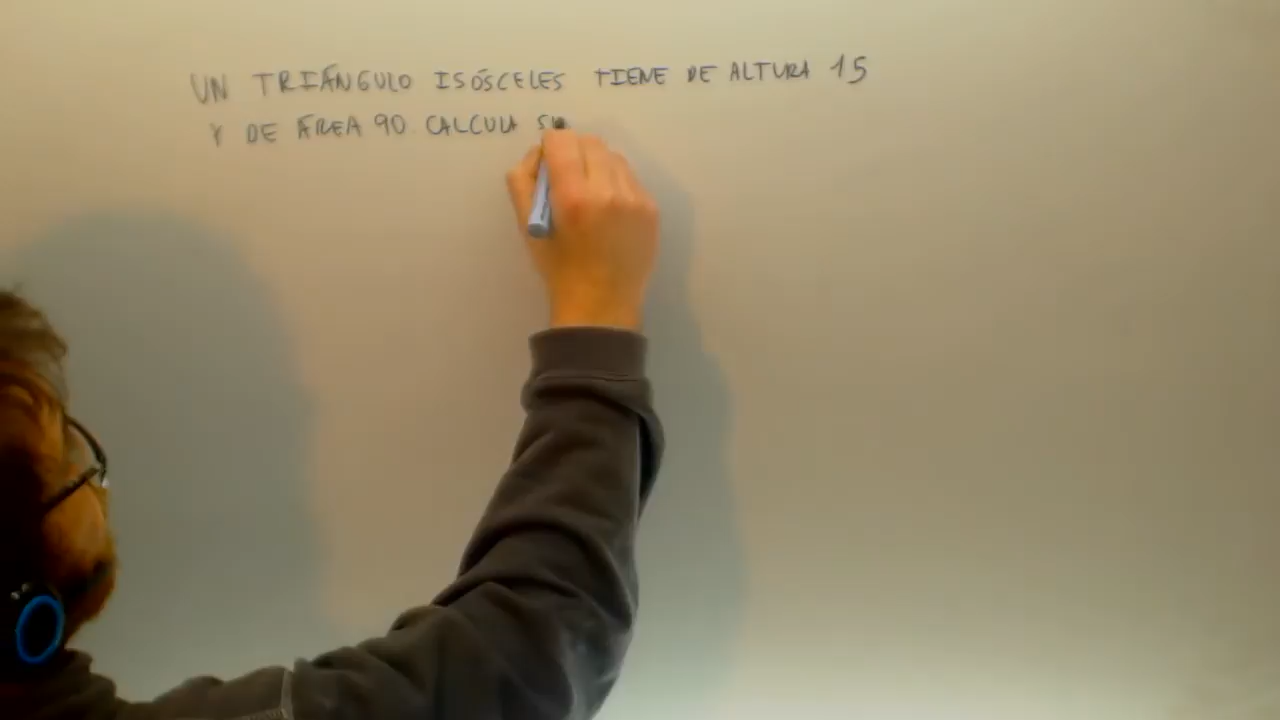 UN TRIÁNGULO ISÓSCELES TIENE DE ALTURA 15
Y DE ÁREA 90. CALCULA SU